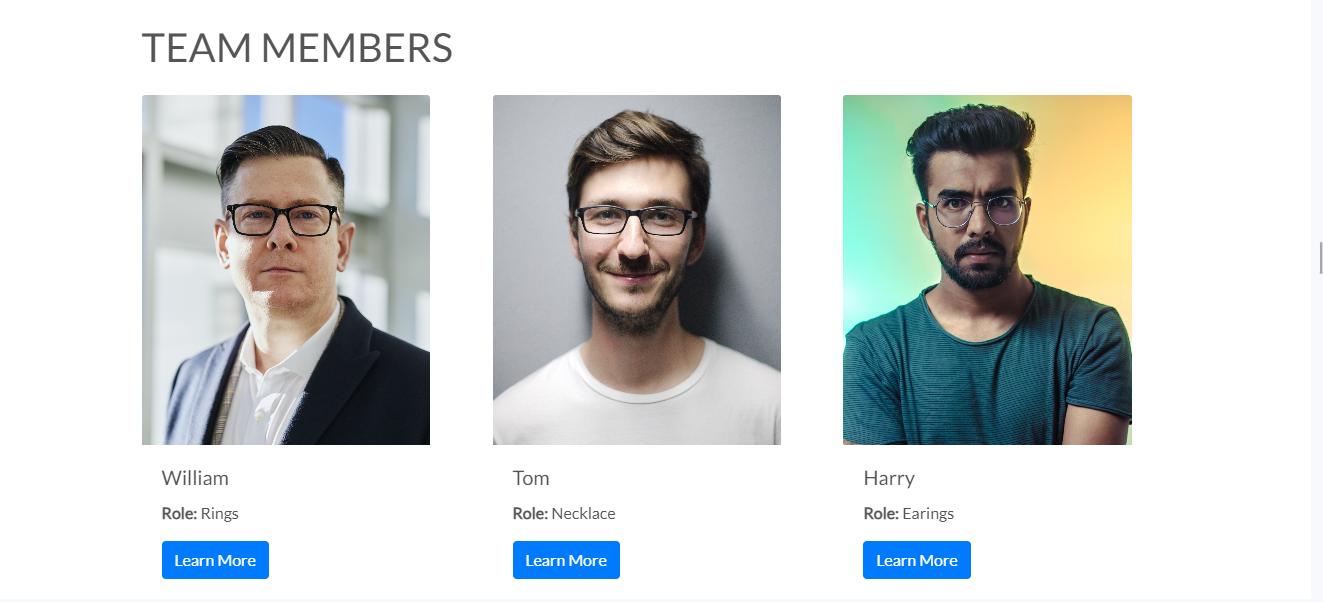 TEAM MEMBERS
William
Role: Rings
Learn More
Tom
Role: Necklace
Learn More
Harry
Role: Earings
Learn More